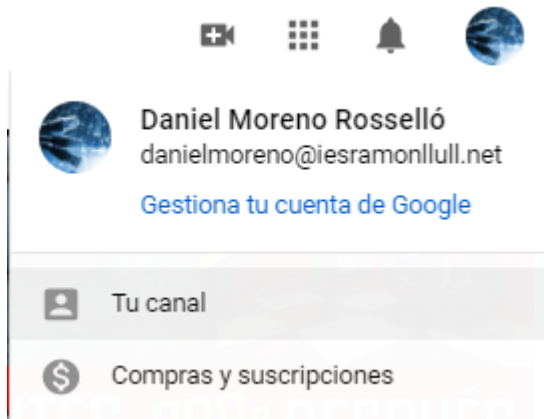 Daniel Moreno Rosselló
danielmoreno@iesramonllull.net
Gestiona tu cuenta de Google
Tu canal
Compras y suscripciones